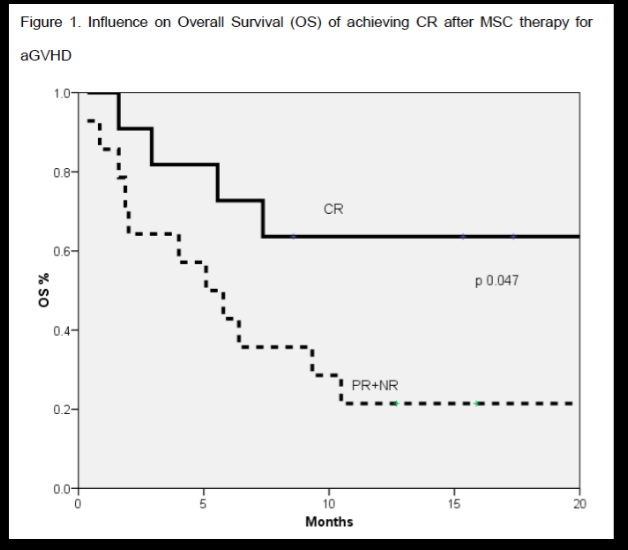 Figure 1. Influence on Overall Survival (OS) of achieving CR after MSC therapy for
aGVHD
1.0
0.8
CR
0.6
p 0.047
OS %
0.4
PR+NR
0.2
0.0
0 5 10 15 20
Months